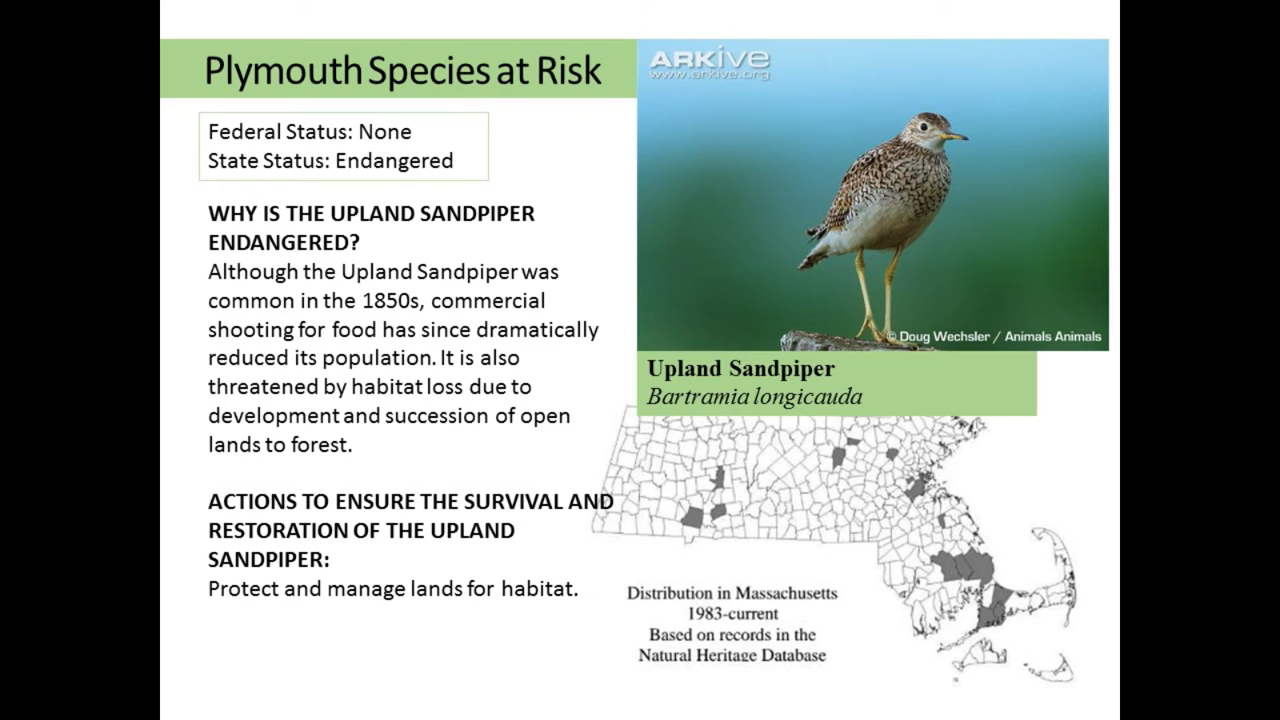 Plymouth Species at Risk
Federal Status: None
State Status: Endangered
WHY IS THE UPLAND SANDPIPER
ENDANGERED?
Although the Upland Sandpiper was
common in the 1850s, commercial
shooting for food has since dramatically
reduced its population. It is also
threatened by habitat loss due to
development and succession of open
lands to forest.
ACTIONS TO ENSURE THE SURVIVAL AND
RESTORATION OF THE UPLAND
SANDPIPER:
Protect and manage lands for habitat.
ARKive
www.arkive.org
© Doug Wechsler / Animals Animals
Upland Sandpiper
Bartramia longicauda
Distribution in Massachusetts
1983-current
Based on records in the
Natural Heritage Database